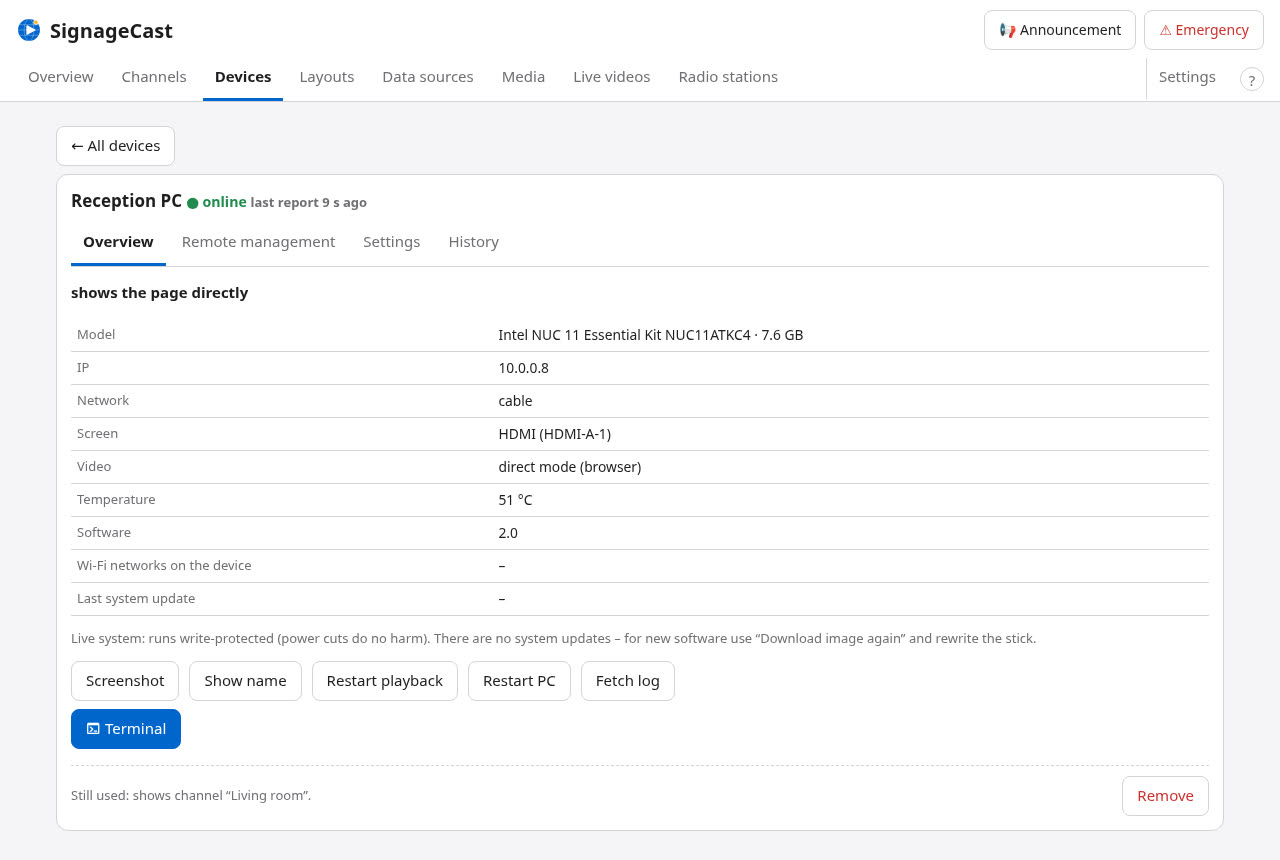 SignageCast
Announcement
⚠ Emergency
Overview
Channels
Devices
Layouts
Data sources
Media
Live videos
Radio stations
Settings
?
← All devices
Reception PC ● online last report 9 s ago
Overview
Remote management
Settings
History
shows the page directly
Model Intel NUC 11 Essential Kit NUC11ATKC4 · 7.6 GB
IP 10.0.0.8
Network cable
Screen HDMI (HDMI-A-1)
Video direct mode (browser)
Temperature 51 °C
Software 2.0
Wi-Fi networks on the device –
Last system update –
Live system: runs write-protected (power cuts do no harm). There are no system updates – for new software use “Download image again” and rewrite the stick.
Screenshot
Show name
Restart playback
Restart PC
Fetch log
Terminal
Still used: shows channel “Living room”.
Remove